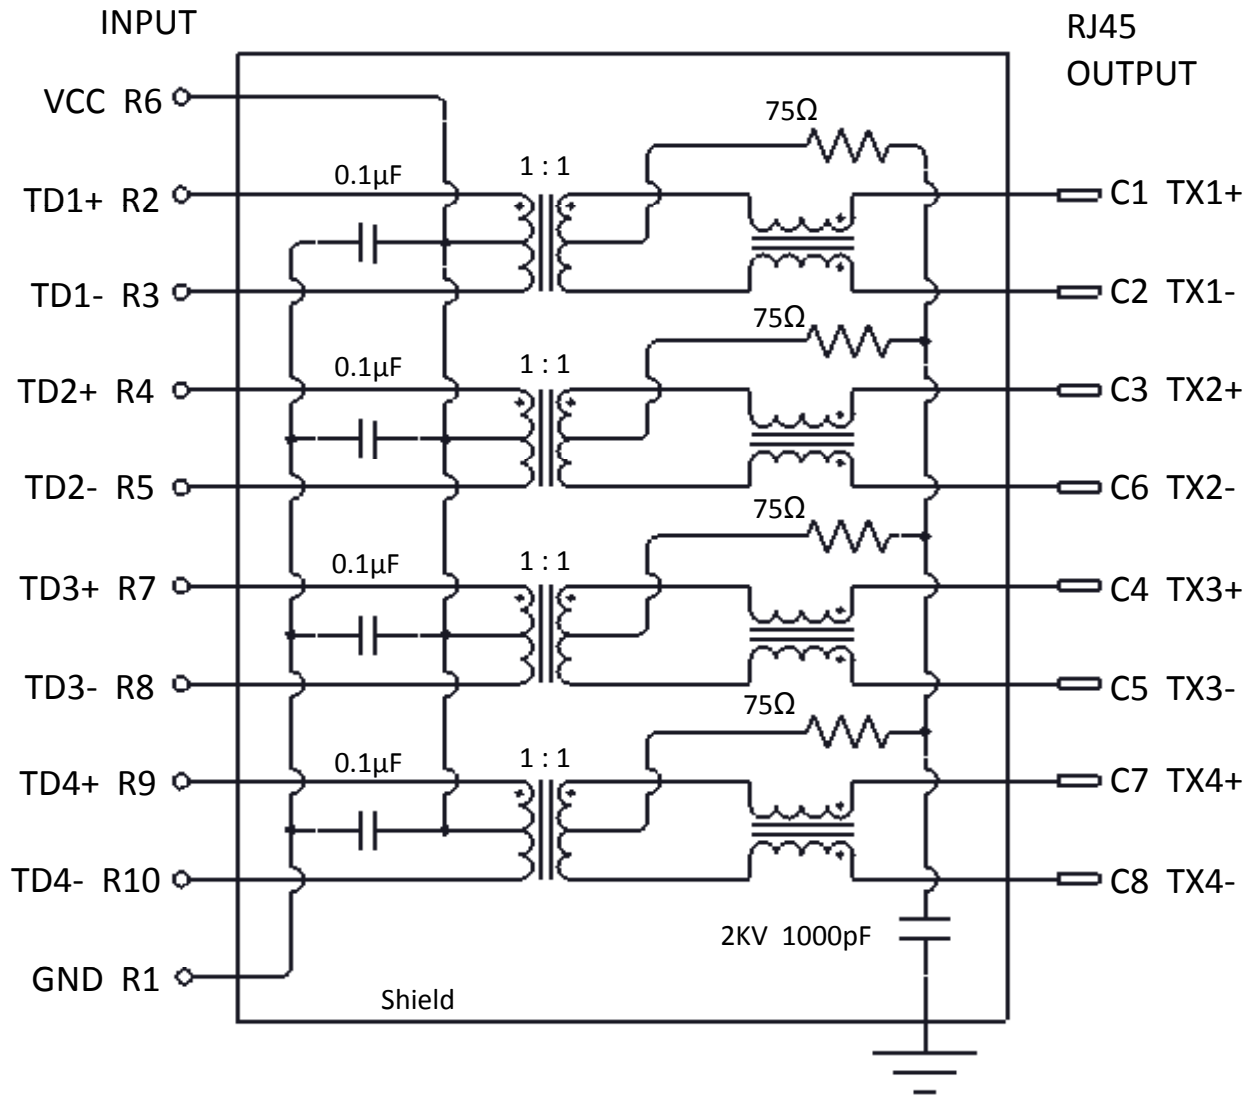 INPUT
RJ45
OUTPUT
VCC R6
75Ω
0.1µF
1 : 1
TD1+ R2
C1 TX1+
TD1- R3
C2 TX1-
75Ω
0.1µF
1 : 1
TD2+ R4
C3 TX2+
TD2- R5
C6 TX2-
75Ω
0.1µF
1 : 1
TD3+ R7
C4 TX3+
TD3- R8
C5 TX3-
75Ω
0.1µF
1 : 1
TD4+ R9
C7 TX4+
TD4- R10
C8 TX4-
2KV 1000pF
GND R1
Shield